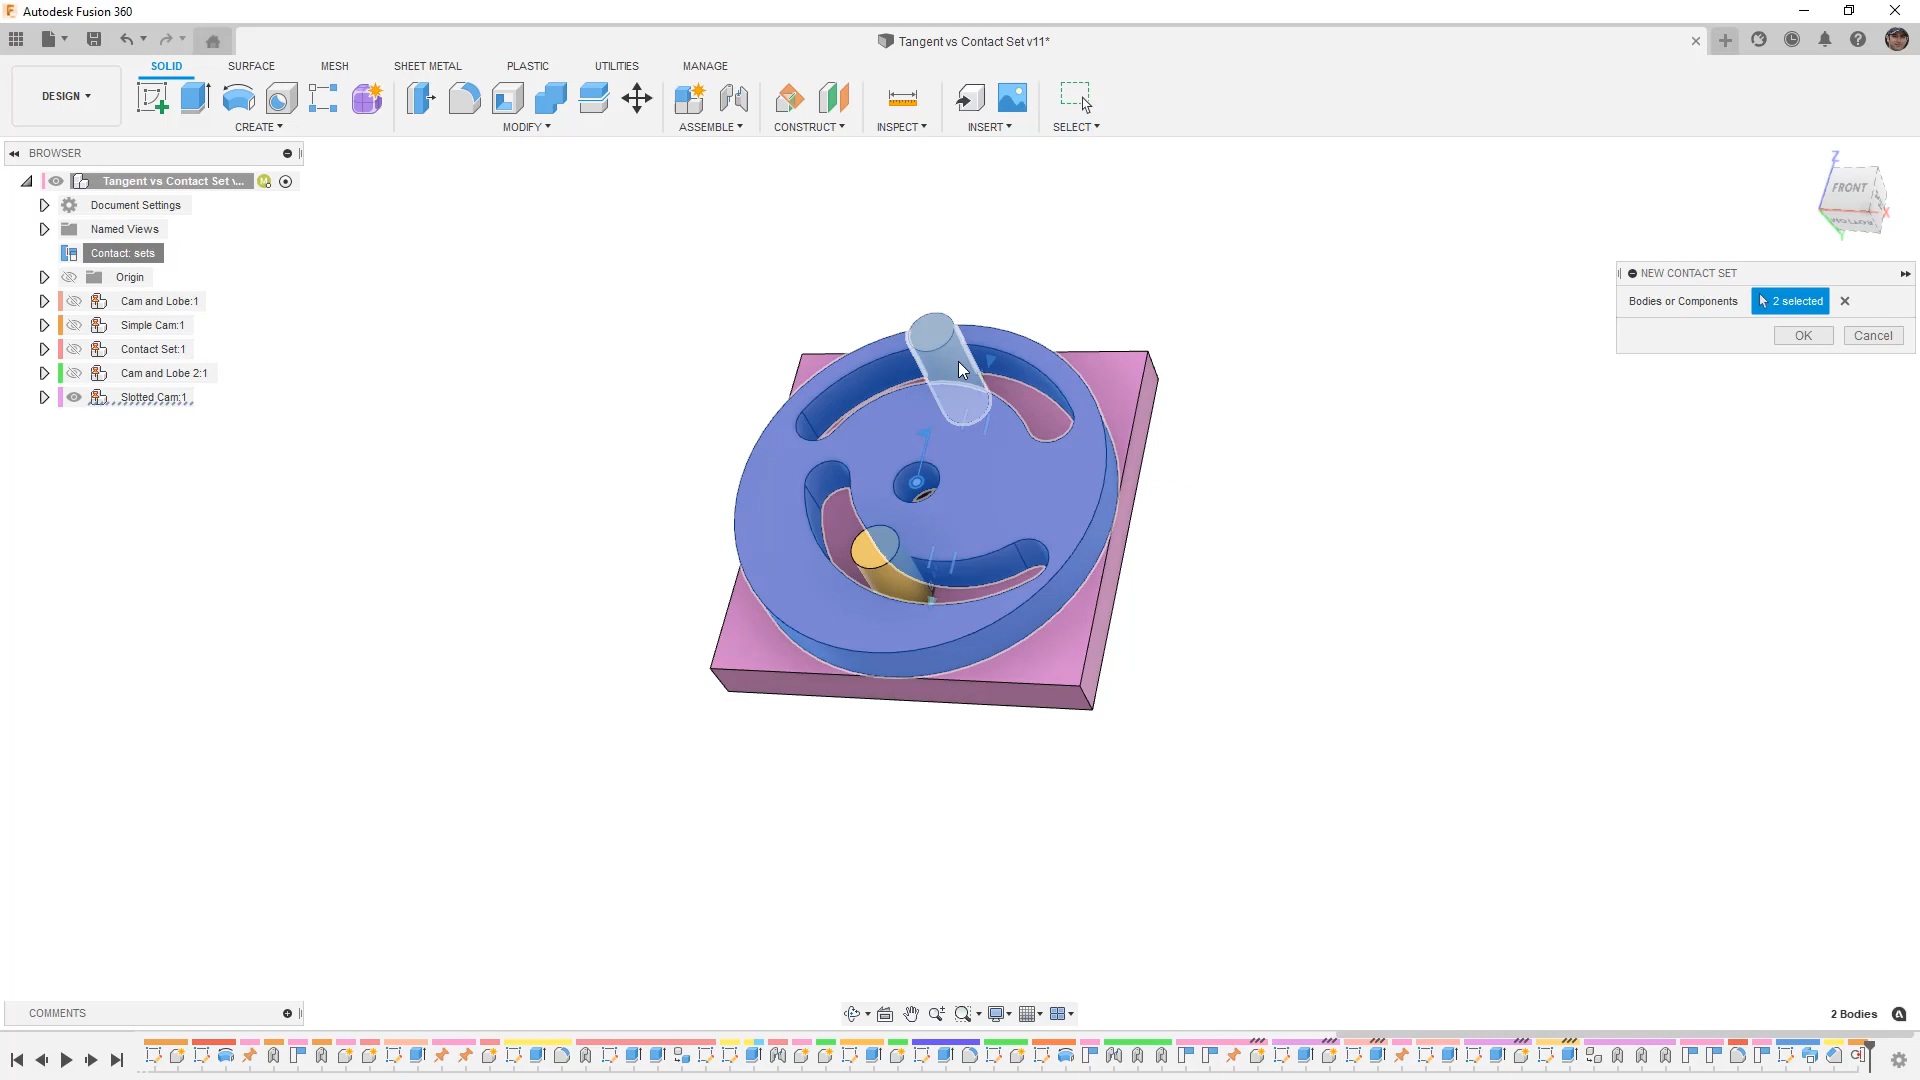 Autodesk Fusion 360
Tangent vs Contact Set v11*
SOLID SURFACE MESH SHEET METAL PLASTIC UTILITIES MANAGE
DESIGN
CREATE MODIFY ASSEMBLE CONSTRUCT INSPECT INSERT SELECT
BROWSER
Tangent vs Contact Set v...
Document Settings
Named Views
Contact: sets
Origin
Cam and Lobe:1
Simple Cam:1
Contact Set:1
Cam and Lobe 2:1
Slotted Cam:1
Z
FRONT
BOTTOM
X
Y
NEW CONTACT SET
Bodies or Components 2 selected
OK Cancel
COMMENTS
2 Bodies